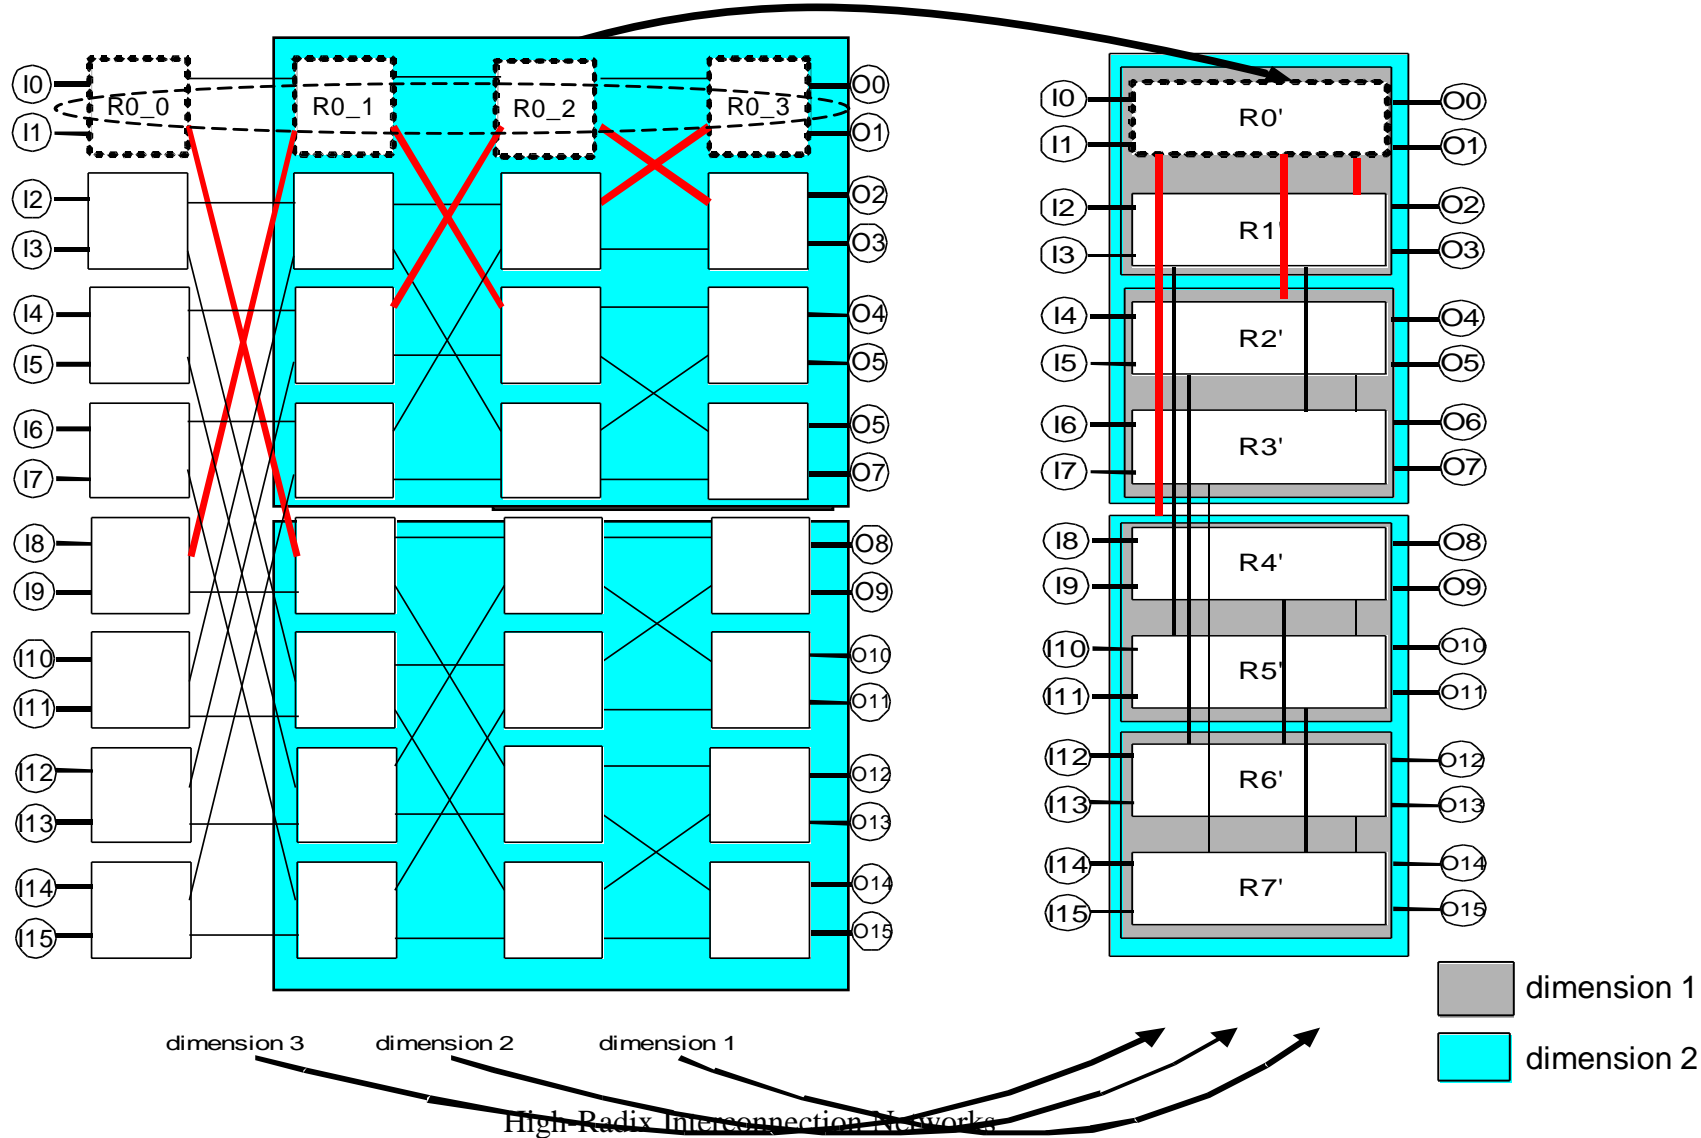 I0 R0_0 R0_1 R0_2 R0_3 O0
I1 O1
I2 O2
I3 O3
I4 O4
I5 O5
I6 O5
I7 O7
I8 O8
I9 O9
I10 O10
I11 O11
I12 O12
I13 O13
I14 O14
I15 O15
I0 R0' O0
I1 O1
I2 R1' O2
I3 O3
I4 R2' O4
I5 O5
I6 R3' O6
I7 O7
I8 R4' O8
I9 O9
I10 R5' O10
I11 O11
I12 R6' O12
I13 O13
I14 R7' O14
I15 O15
dimension 1
dimension 2
dimension 3 dimension 2 dimension 1
High-Radix Interconnection Networks